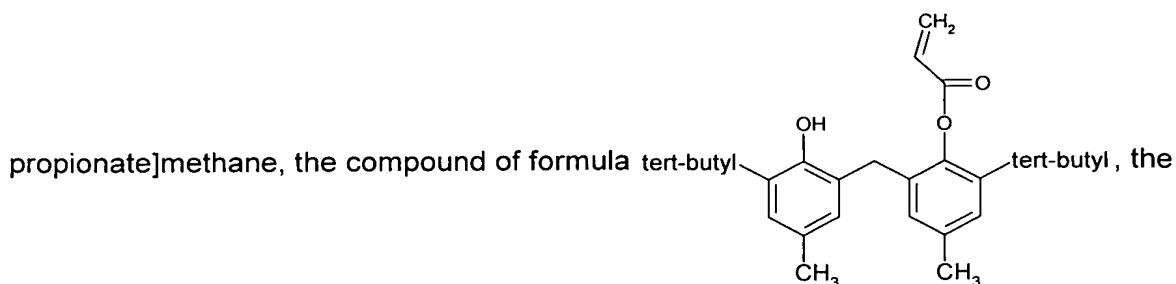 CH₂
O
OH
O
propionate]methane, the compound of formula tert-butyl tert-butyl, the
CH₃ CH₃